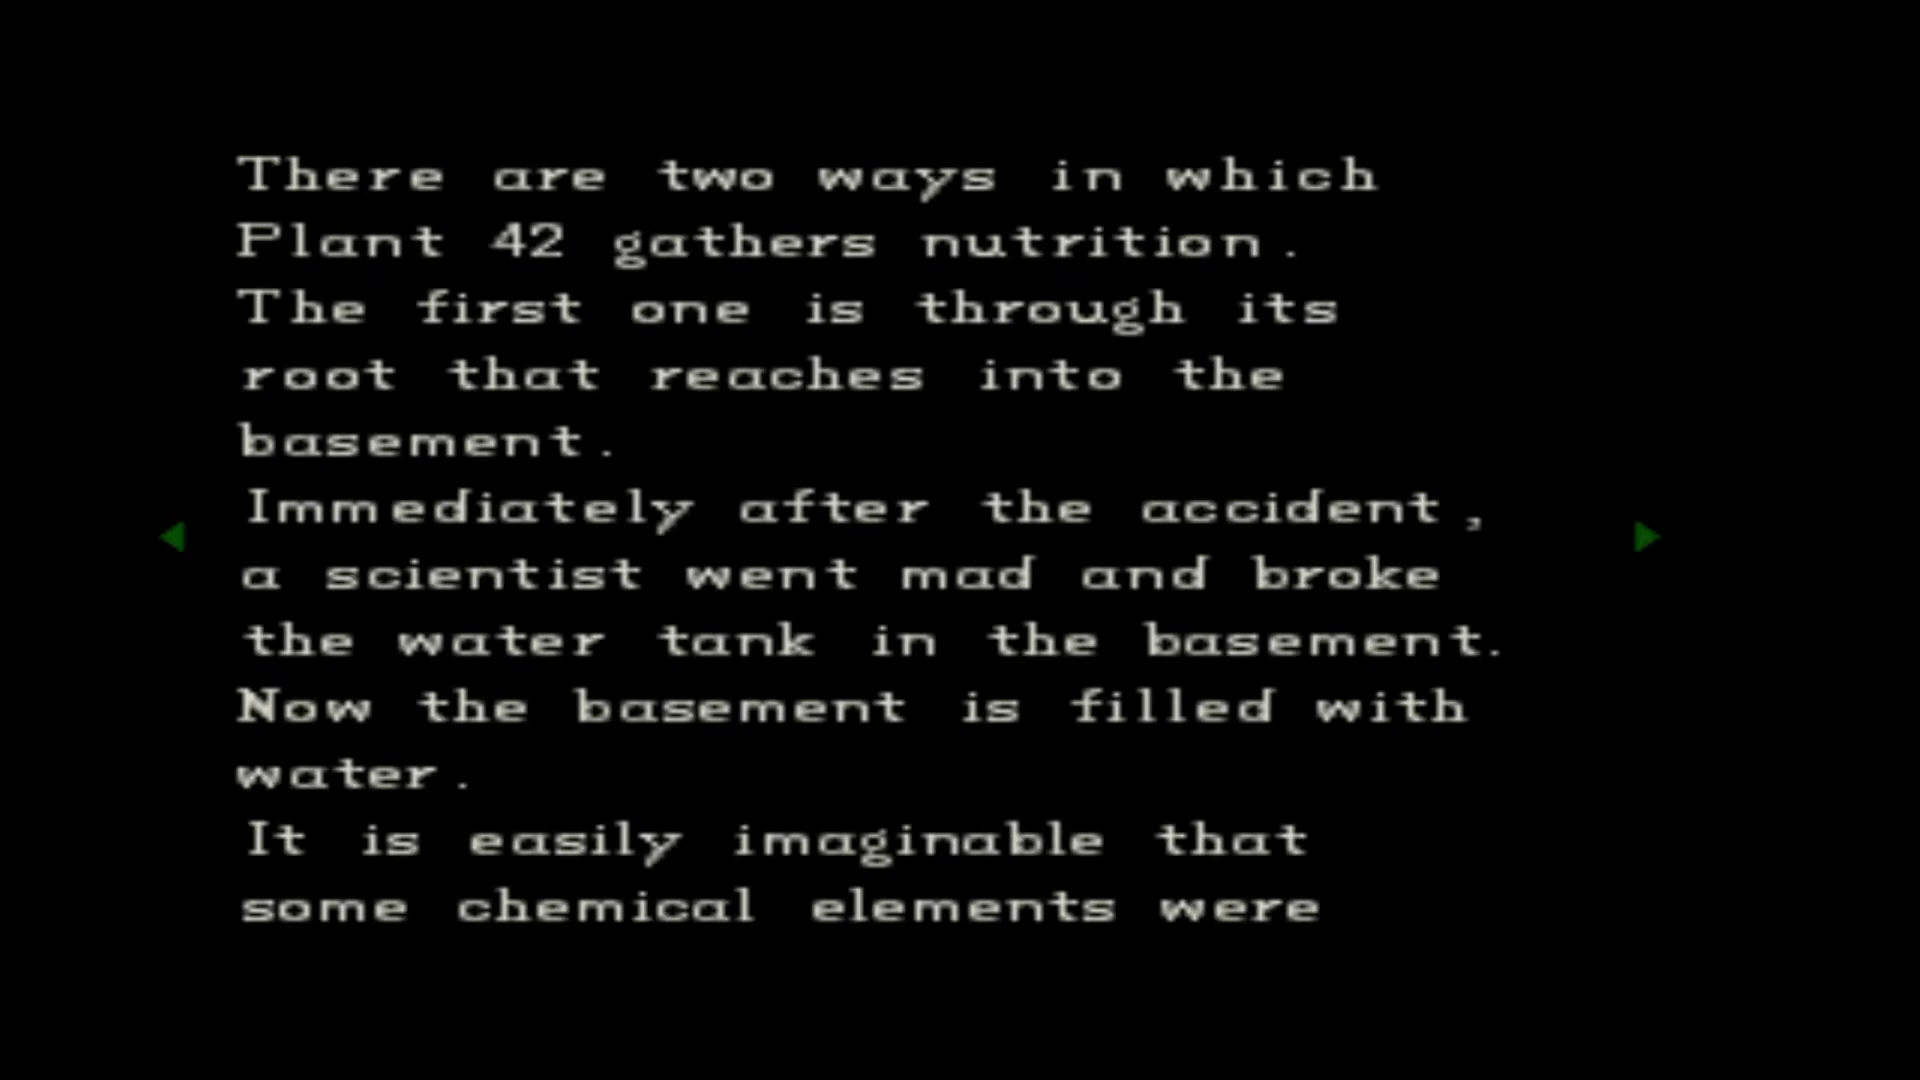 There are two ways in which
Plant 42 gathers nutrition.
The first one is through its
root that reaches into the
basement.
Immediately after the accident,
a scientist went mad and broke
the water tank in the basement.
Now the basement is filled with
water.
It is easily imaginable that
some chemical elements were